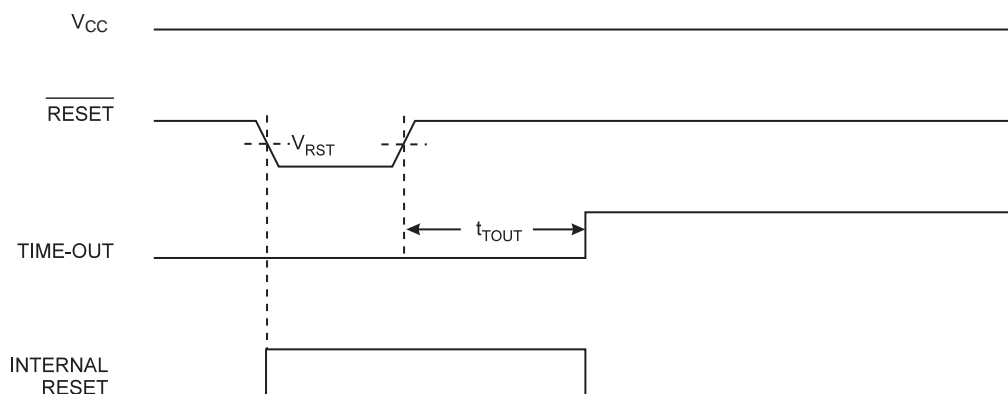 VCC
RESET
VRST
tTOUT
TIME-OUT
INTERNAL
RESET